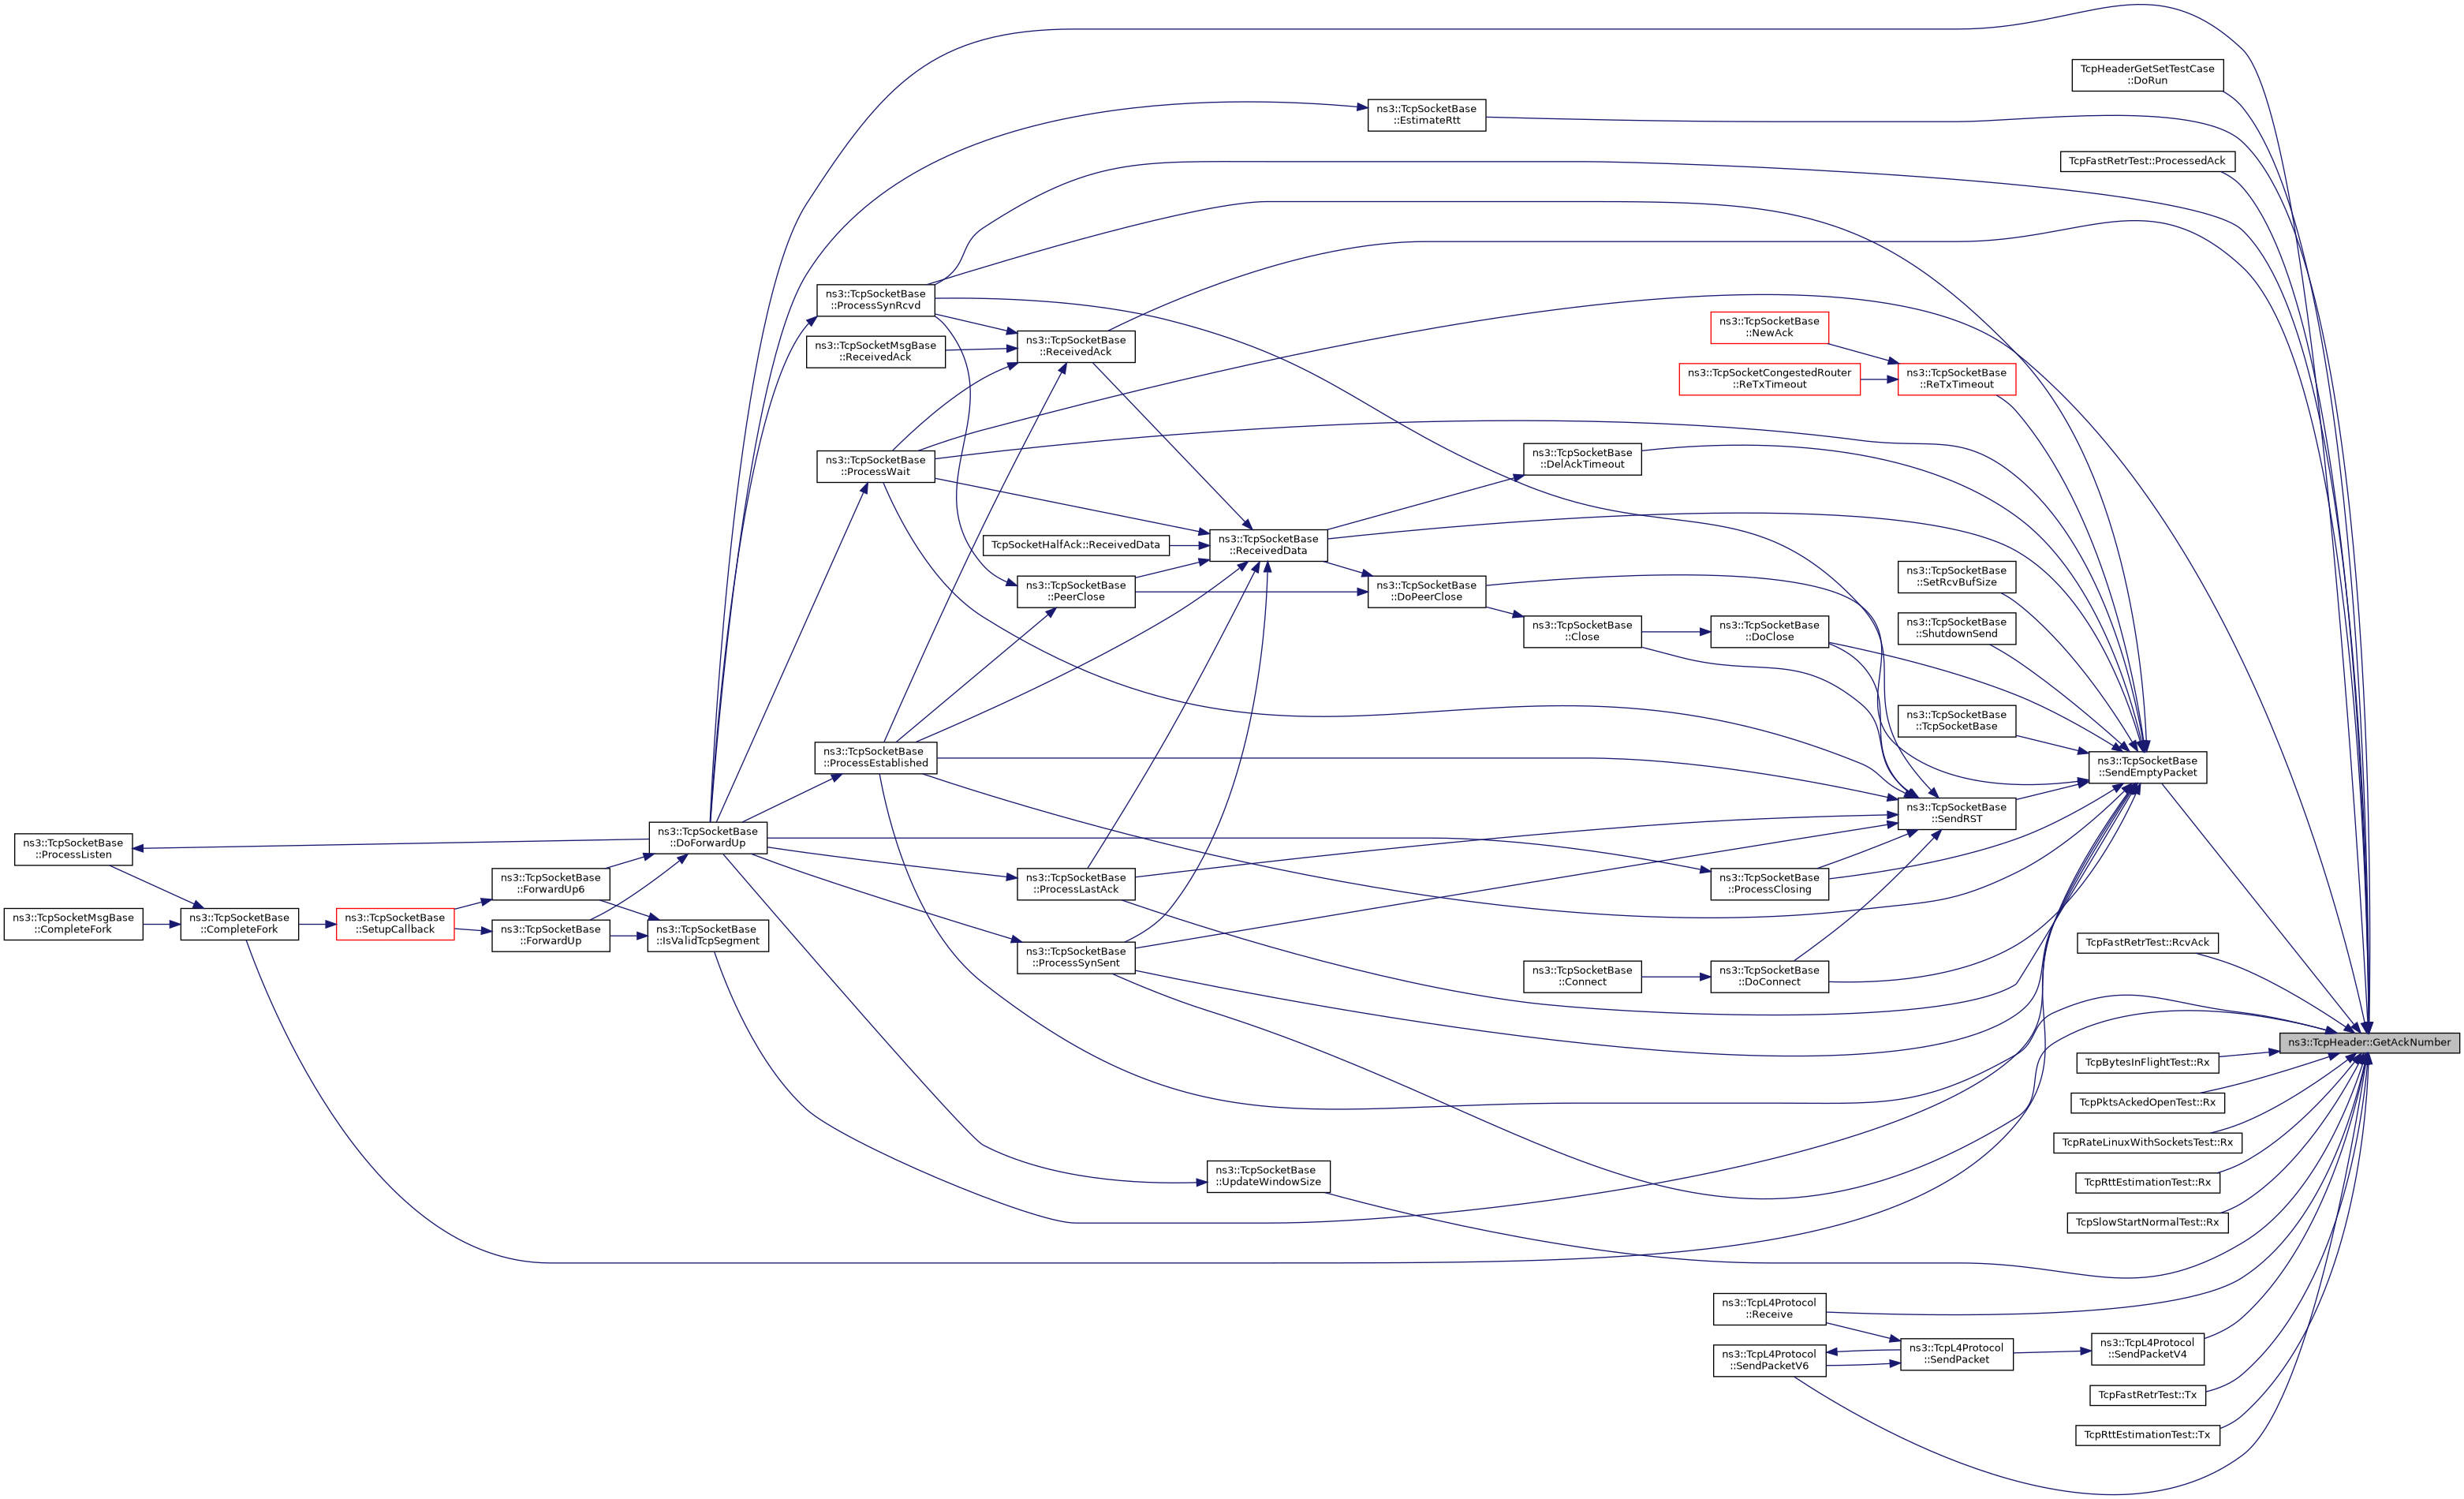 TcpHeaderGetSetTestCase
::DoRun
ns3::TcpSocketBase
::EstimateRtt
TcpFastRetrTest::ProcessedAck
ns3::TcpSocketBase
::ProcessSynRcvd
ns3::TcpSocketBase
::NewAck
ns3::TcpSocketBase
::ReceivedAck
ns3::TcpSocketMsgBase
::ReceivedAck
ns3::TcpSocketCongestedRouter
::ReTxTimeout
ns3::TcpSocketBase
::ReTxTimeout
ns3::TcpSocketBase
::ProcessWait
ns3::TcpSocketBase
::DelAckTimeout
ns3::TcpSocketBase
::ReceivedData
TcpSocketHalfAck::ReceivedData
ns3::TcpSocketBase
::SetRcvBufSize
ns3::TcpSocketBase
::PeerClose
ns3::TcpSocketBase
::DoPeerClose
ns3::TcpSocketBase
::Close
ns3::TcpSocketBase
::DoClose
ns3::TcpSocketBase
::ShutdownSend
ns3::TcpSocketBase
::TcpSocketBase
ns3::TcpSocketBase
::ProcessEstablished
ns3::TcpSocketBase
::SendEmptyPacket
ns3::TcpSocketBase
::SendRST
ns3::TcpSocketBase
::ProcessListen
ns3::TcpSocketBase
::DoForwardUp
ns3::TcpSocketBase
::ForwardUp6
ns3::TcpSocketBase
::ProcessLastAck
ns3::TcpSocketBase
::ProcessClosing
ns3::TcpSocketMsgBase
::CompleteFork
ns3::TcpSocketBase
::CompleteFork
ns3::TcpSocketBase
::SetupCallback
ns3::TcpSocketBase
::ForwardUp
ns3::TcpSocketBase
::IsValidTcpSegment
ns3::TcpSocketBase
::ProcessSynSent
ns3::TcpSocketBase
::Connect
ns3::TcpSocketBase
::DoConnect
TcpFastRetrTest::RcvAck
ns3::TcpHeader::GetAckNumber
TcpBytesInFlightTest::Rx
TcpPktsAckedOpenTest::Rx
TcpRateLinuxWithSocketsTest::Rx
TcpRttEstimationTest::Rx
ns3::TcpSocketBase
::UpdateWindowSize
TcpSlowStartNormalTest::Rx
ns3::TcpL4Protocol
::Receive
ns3::TcpL4Protocol
::SendPacketV6
ns3::TcpL4Protocol
::SendPacket
ns3::TcpL4Protocol
::SendPacketV4
TcpFastRetrTest::Tx
TcpRttEstimationTest::Tx